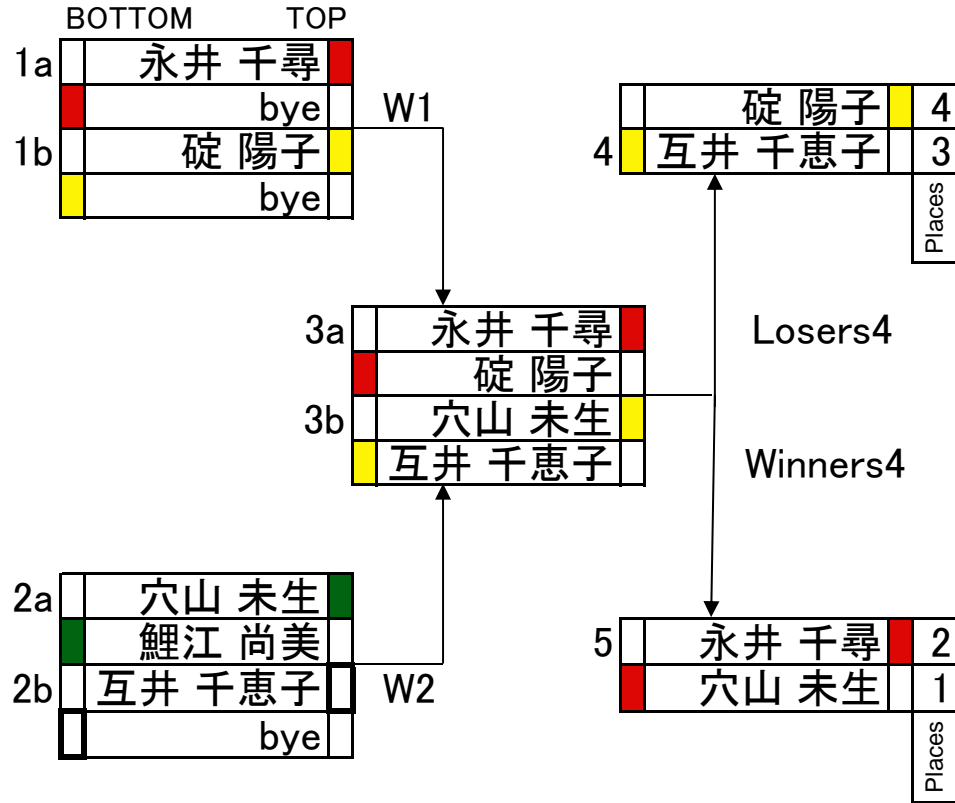 BOTTOM TOP
1a 永井 千尋
bye W1
1b 碇 陽子
bye
碇 陽子 4
4 互井 千恵子 3
Places
3a 永井 千尋
碇 陽子
3b 穴山 未生
互井 千恵子
Losers4
Winners4
2a 穴山 未生
鯉江 尚美
2b 互井 千恵子 W2
bye
5 永井 千尋 2
穴山 未生 1
Places